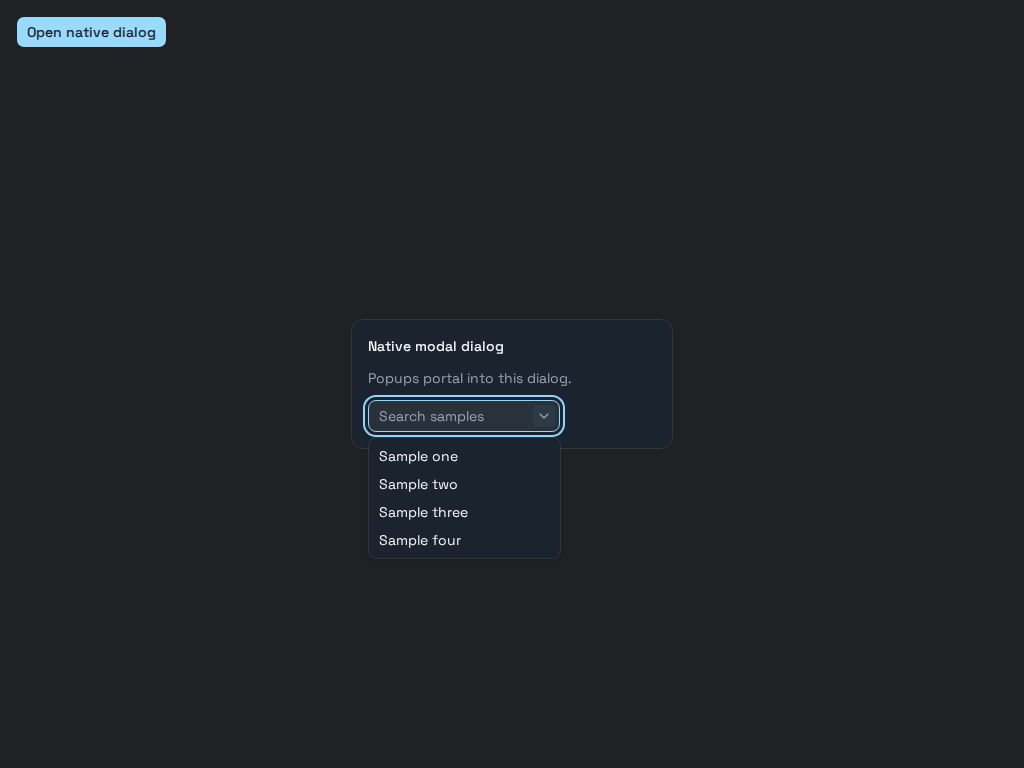 Open native dialog
Native modal dialog
Popups portal into this dialog.
Search samples
Sample one
Sample two
Sample three
Sample four